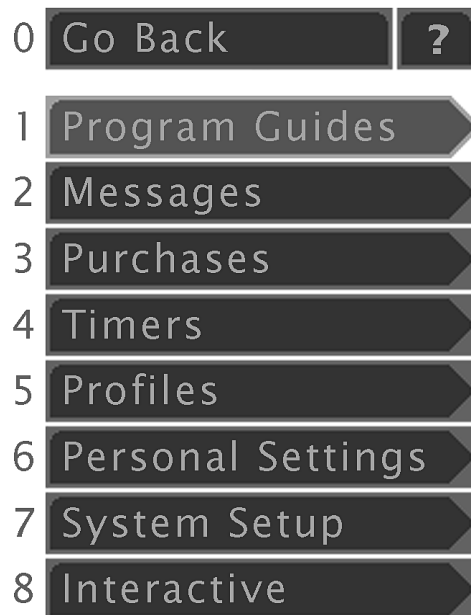 0 Go Back ?
1 Program Guides
2 Messages
3 Purchases
4 Timers
5 Profiles
6 Personal Settings
7 System Setup
8 Interactive